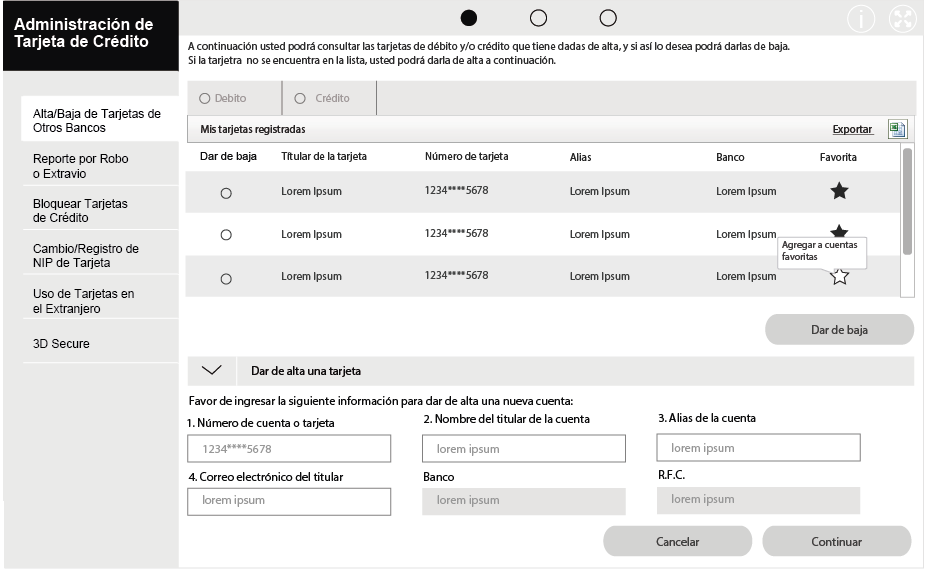 Administración de
Tarjeta de Crédito
Alta/Baja de Tarjetas de
Otros Bancos
Reporte por Robo
o Extravio
Bloquear Tarjetas
de Crédito
Cambio/Registro de
NIP de Tarjeta
Uso de Tarjetas en
el Extranjero
3D Secure
i
A continuación usted podrá consultar las tarjetas de débito y/o crédito que tiene dadas de alta, y si así lo desea podrá darlas de baja.
Si la tarjetra no se encuentra en la lista, usted podrá darla de alta a continuación.
Debito Crédito
Mis tarjetas registradas Exportar
Dar de baja Títular de la tarjeta Número de tarjeta Alias Banco Favorita
Lorem Ipsum 1234****5678 Lorem Ipsum Lorem Ipsum
Lorem Ipsum 1234****5678 Lorem Ipsum Lorem Ipsum
Agregar a cuentas
favoritas
Lorem Ipsum 1234****5678 Lorem Ipsum Lorem Ipsum
Dar de baja
Dar de alta una tarjeta
Favor de ingresar la siguiente información para dar de alta una nueva cuenta:
1. Número de cuenta o tarjeta 2. Nombre del titular de la cuenta 3. Alias de la cuenta
1234****5678 lorem ipsum lorem ipsum
4. Correo electrónico del titular Banco R.F.C.
lorem ipsum lorem ipsum lorem ipsum
Cancelar Continuar